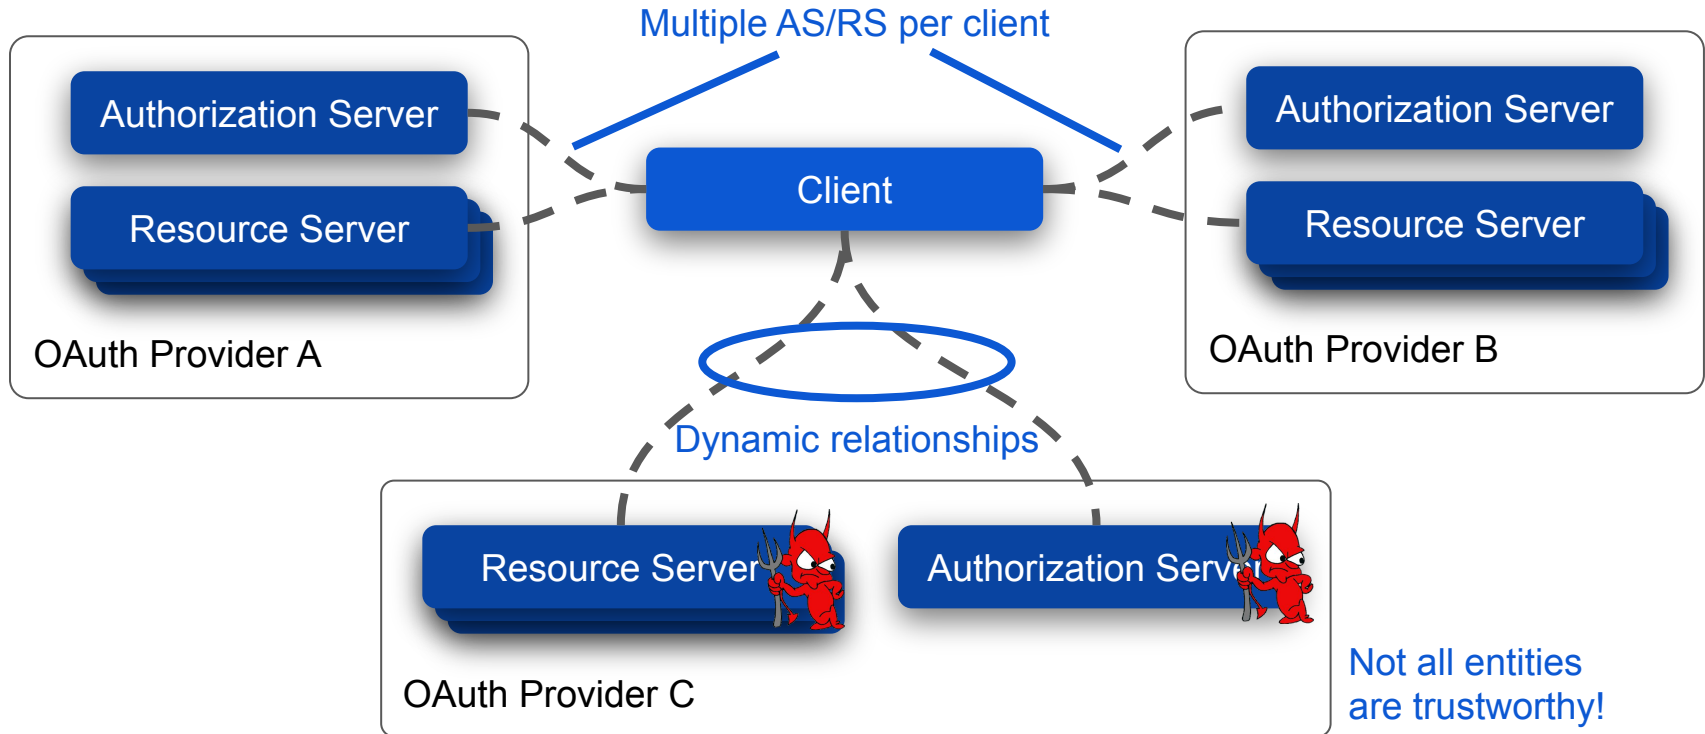 Multiple AS/RS per client
Authorization Server
Resource Server
OAuth Provider A
Client
Authorization Server
Resource Server
OAuth Provider B
Dynamic relationships
Resource Server
Authorization Server
OAuth Provider C
Not all entities
are trustworthy!